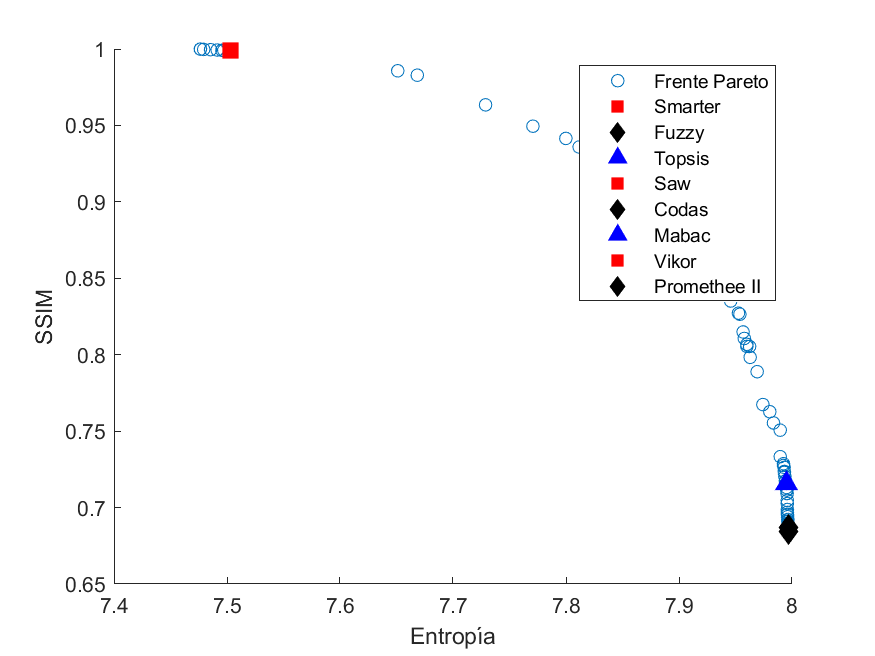 1
0.95
0.9
0.85
0.8
0.75
0.7
0.65
SSIM
7.4 7.5 7.6 7.7 7.8 7.9 8
Entropía
Frente Pareto
Smarter
Fuzzy
Topsis
Saw
Codas
Mabac
Vikor
Promethee II